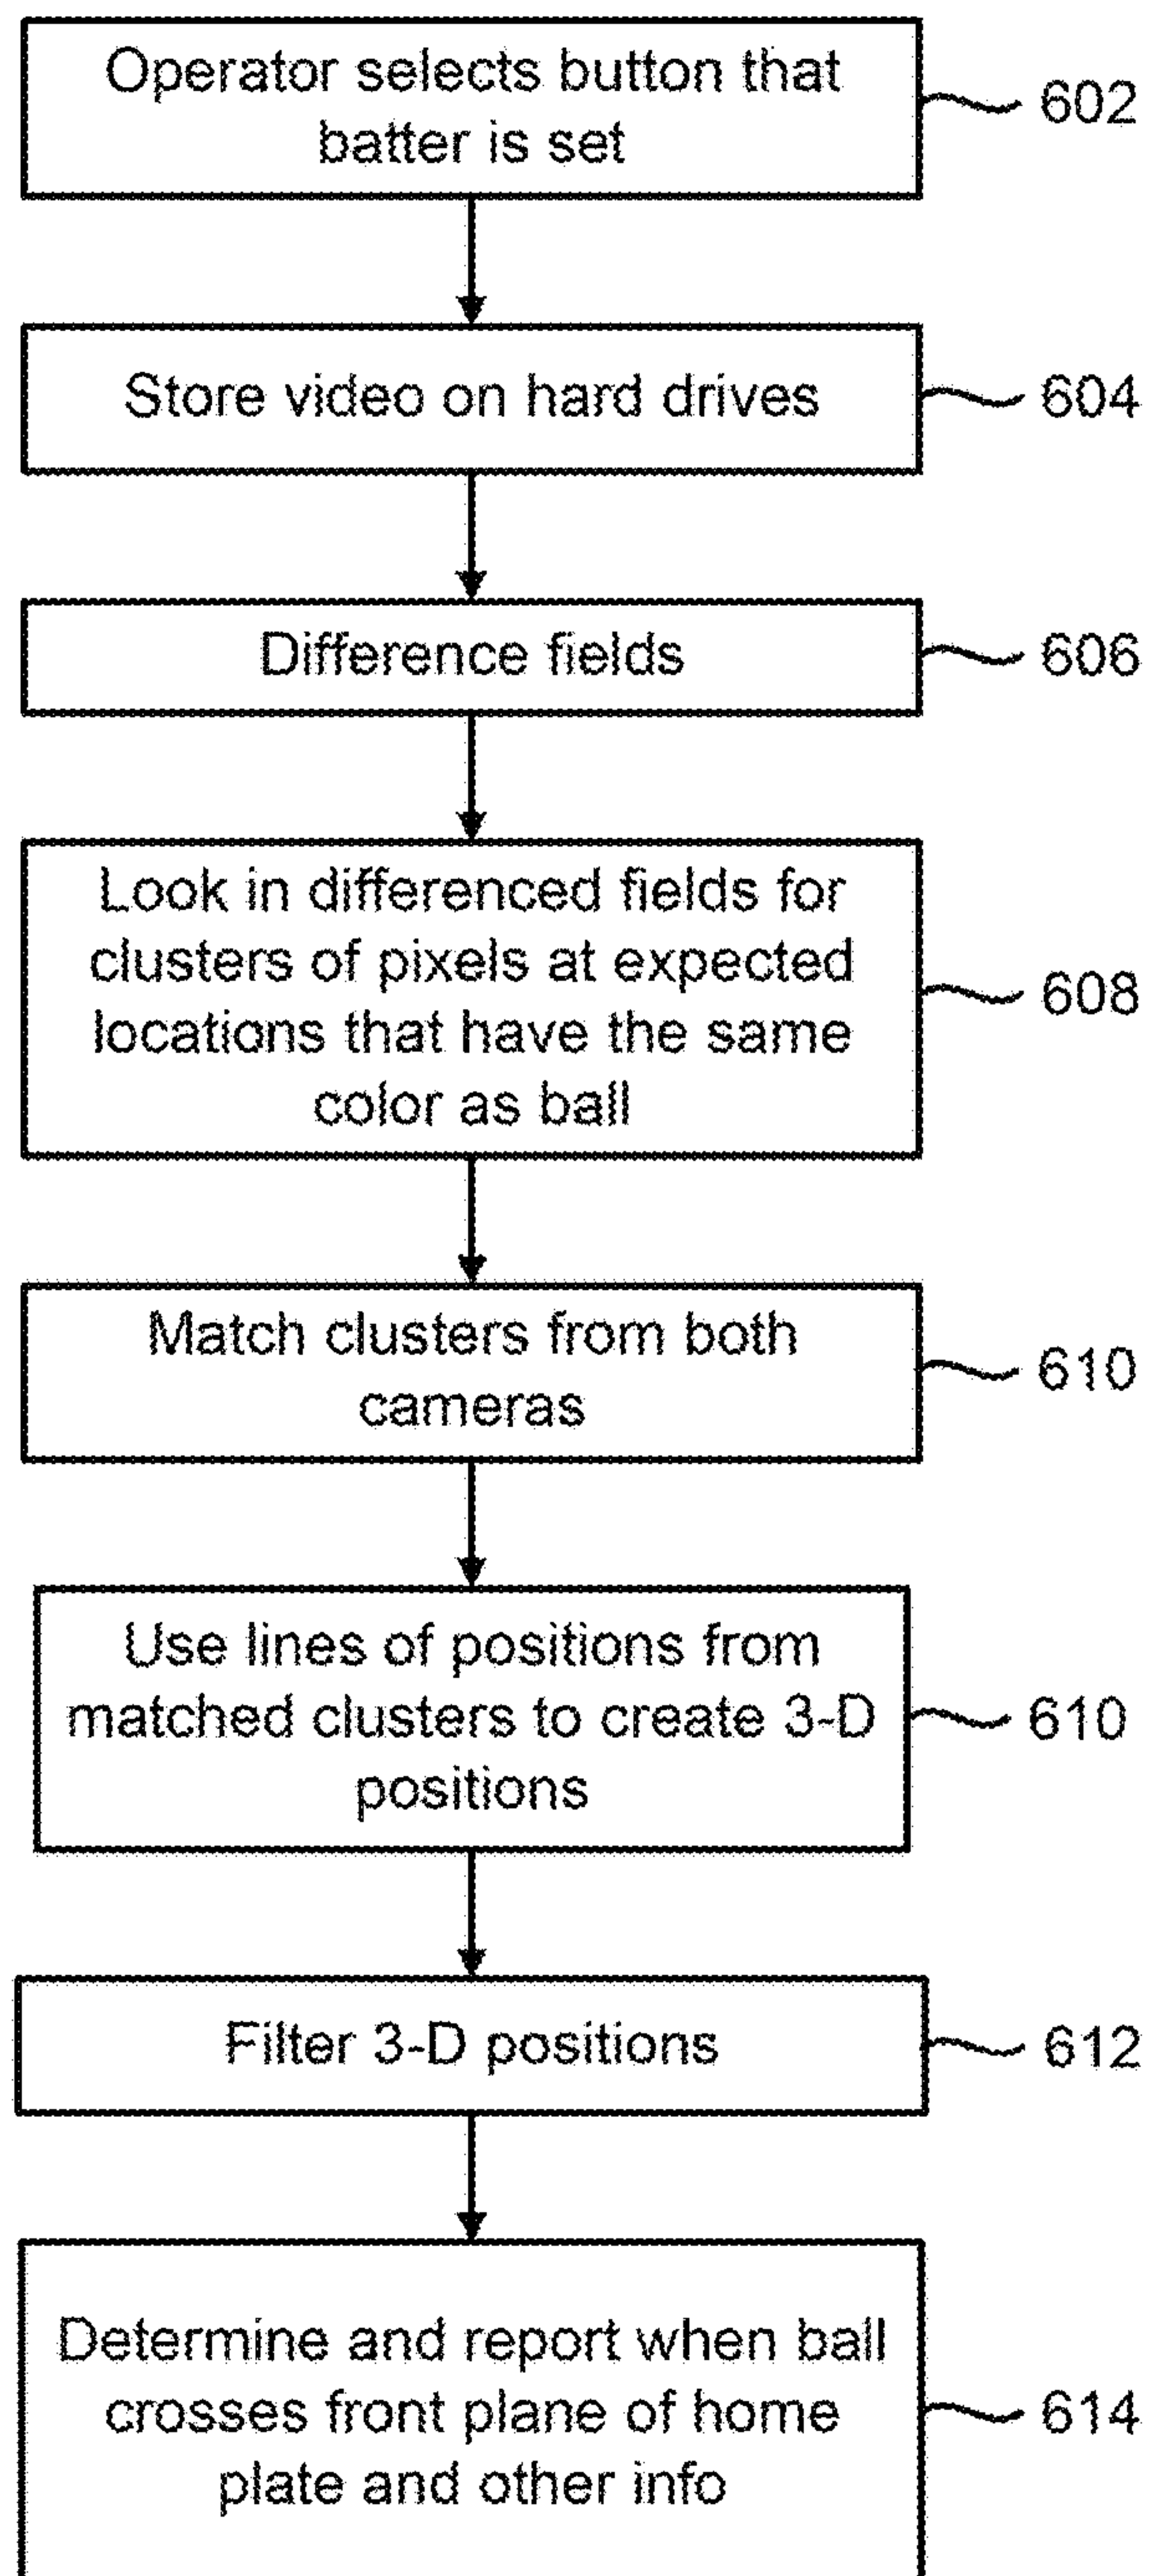 Operator selects button that
batter is set
602
Store video on hard drives
604
Difference fields
606
Look in differenced fields for
clusters of pixels at expected
locations that have the same
color as ball
608
Match clusters from both
cameras
610
Use lines of positions from
matched clusters to create 3-D
positions
610
Filter 3-D positions
612
Determine and report when ball
crosses front plane of home
plate and other info
614